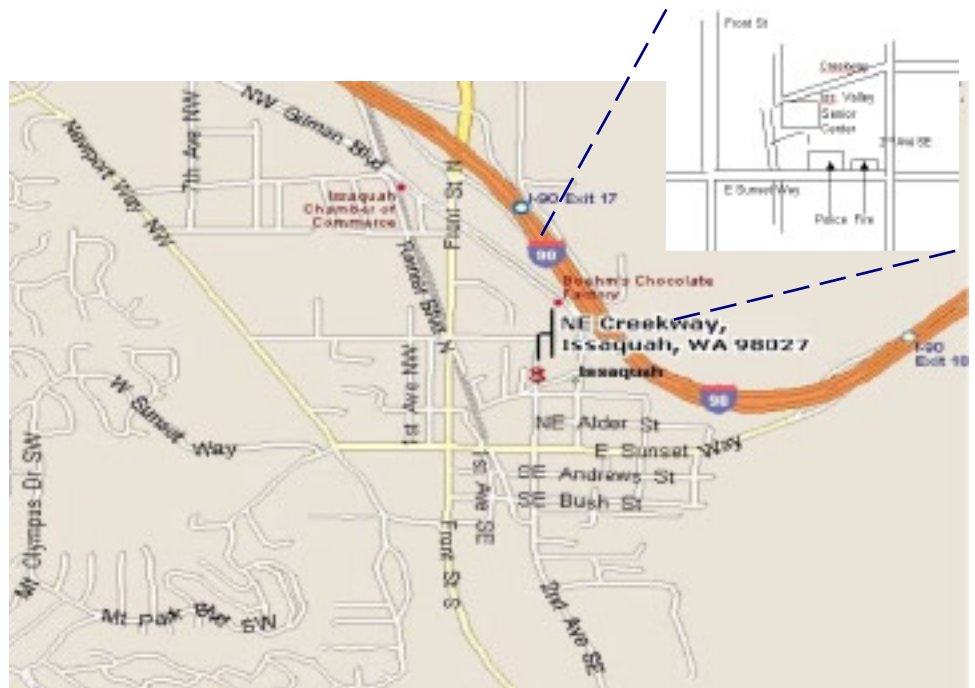 Front St
Creekway
Iss. Valley
Senior
Center
2nd Ave SE
E Sunset Way
Police Fire
Newport Way NW
7th Ave NW
NW Gilman Blvd
Issaquah
Chamber of
Commerce
Front St N
I-90 Exit 17
90
Boehm's Chocolate
Factory
Rainier Blvd N
NE Creekway,
Issaquah, WA 98027
Issaquah
I-90
Exit 18
90
1st Ave NW
W Sunset Way
NE Alder St
E Sunset Way
SE Andrews St
SE Bush St
1st Ave SE
Mt Olympus Dr SW
Front St S
2nd Ave SE
Mt Park Blvd SW